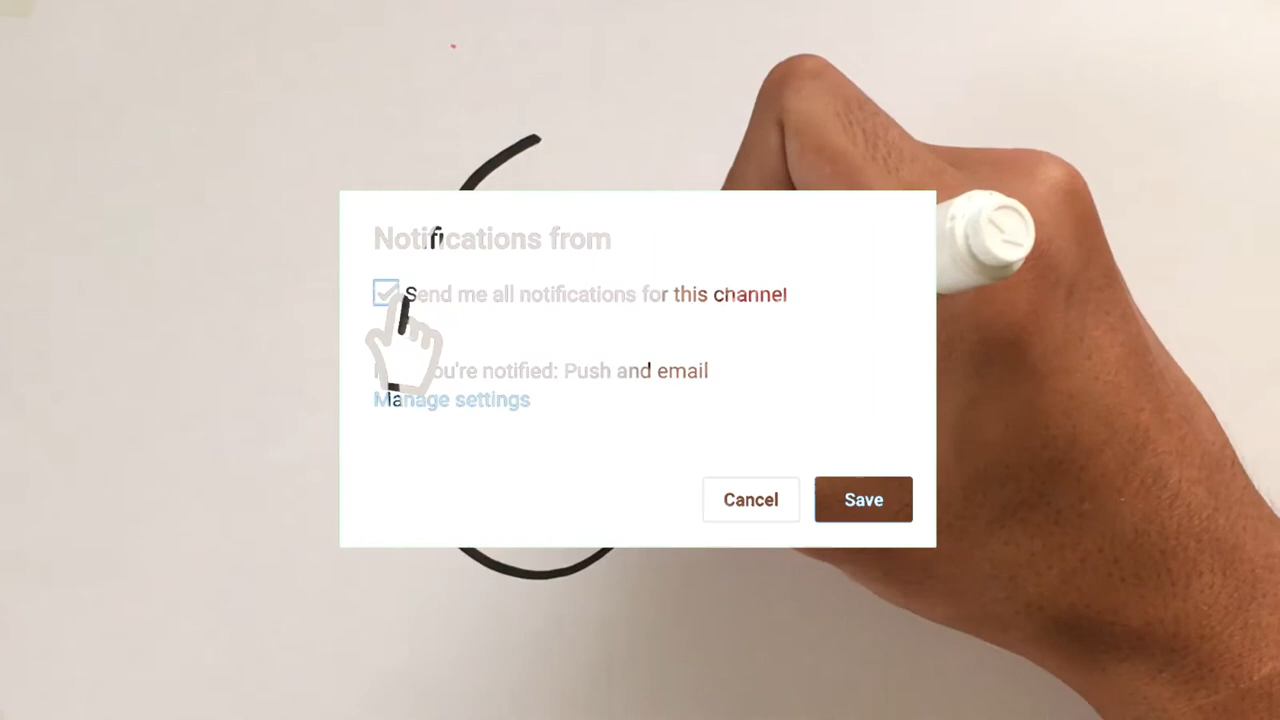 Notifications from
Send me all notifications for this channel
you're notified: Push and email
Manage settings
Cancel
Save